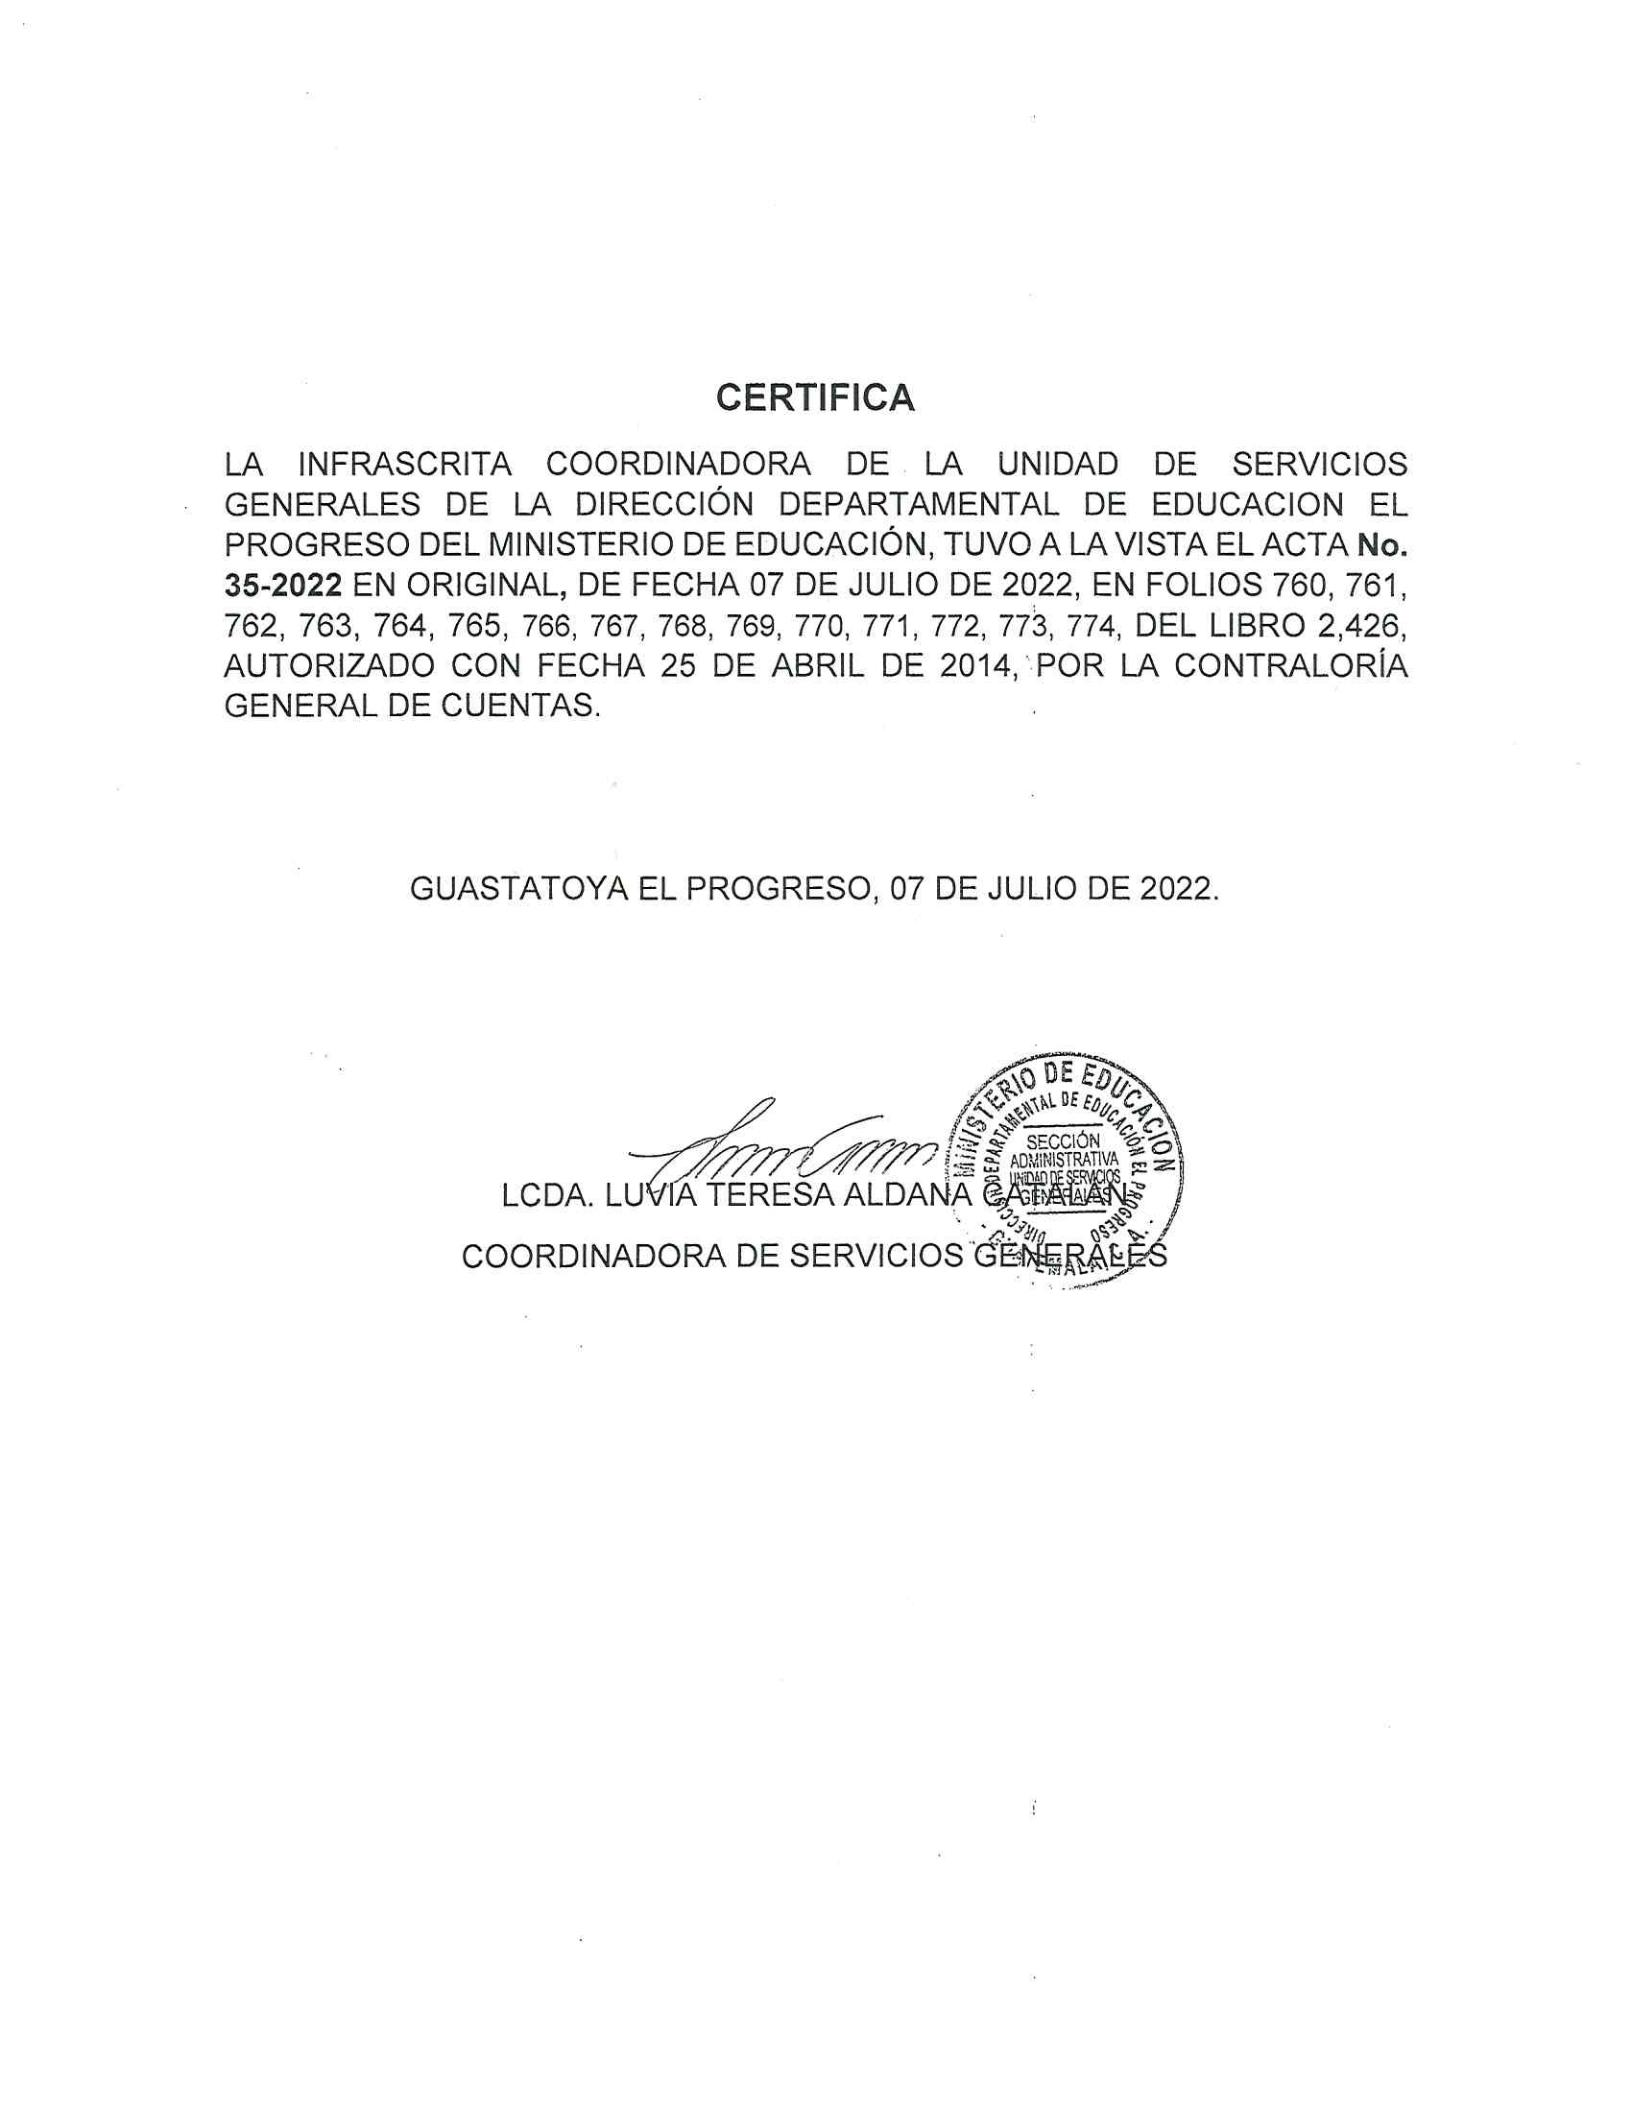 CERTIFICA
LA INFRASCRITA COORDINADORA DE LA UNIDAD DE SERVICIOS
GENERALES DE LA DIRECCIÓN DEPARTAMENTAL DE EDUCACION EL
PROGRESO DEL MINISTERIO DE EDUCACIÓN, TUVO A LA VISTA EL ACTA No.
35-2022 EN ORIGINAL, DE FECHA 07 DE JULIO DE 2022, EN FOLIOS 760, 761,
762, 763, 764, 765, 766, 767, 768, 769, 770, 771, 772, 773, 774, DEL LIBRO 2,426,
AUTORIZADO CON FECHA 25 DE ABRIL DE 2014, POR LA CONTRALORÍA
GENERAL DE CUENTAS.
GUASTATOYA EL PROGRESO, 07 DE JULIO DE 2022.
MINISTERIO DE EDUCACION
DIRECCIÓN DEPARTAMENTAL DE EDUCACIÓN EL PROGRESO
SECCIÓN
ADMINISTRATIVA
UNIDAD DE SERVICIOS
GENERALES
LCDA. LUVIA TERESA ALDANA CATALÁN
COORDINADORA DE SERVICIOS GENERALES